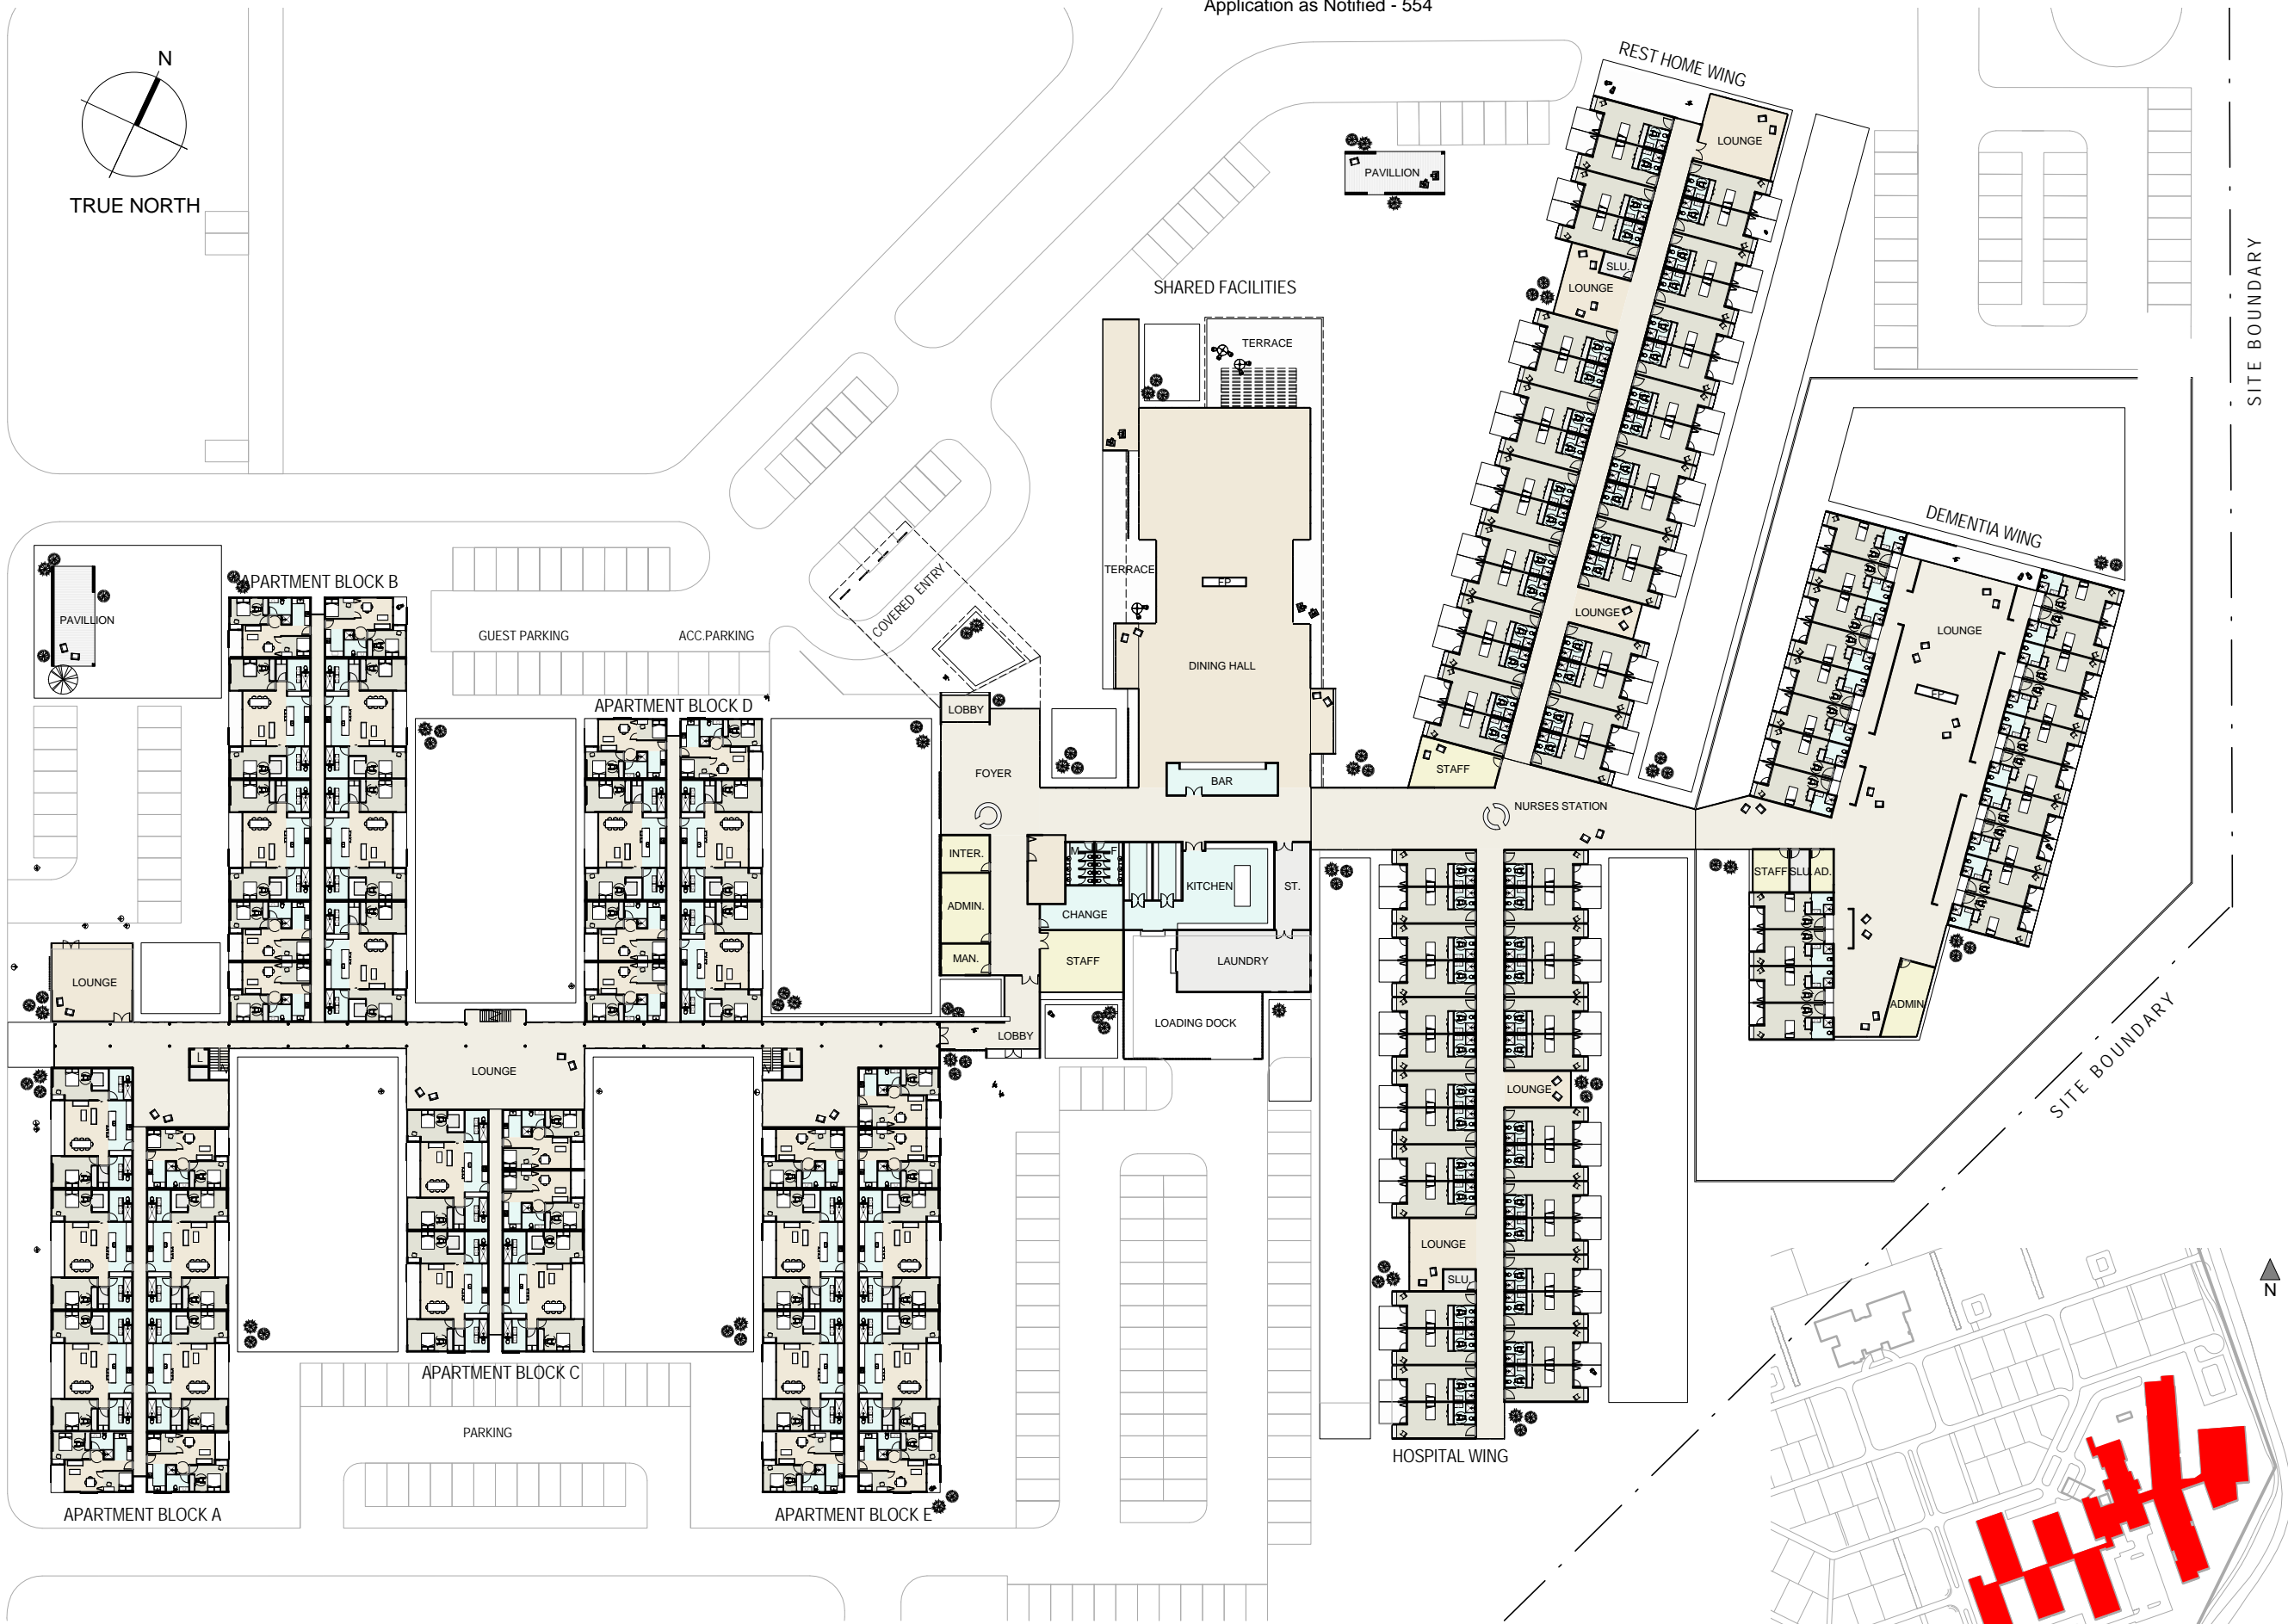 Application as Notified - 554
N
TRUE NORTH
REST HOME WING
LOUNGE
PAVILLION
SLU.
LOUNGE
SITE BOUNDARY
SHARED FACILITIES
TERRACE
DEMENTIA WING
TERRACE
FP
COVERED ENTRY
APARTMENT BLOCK B
PAVILLION
GUEST PARKING
ACC.PARKING
LOUNGE
LOUNGE
DINING HALL
FP
APARTMENT BLOCK D
LOBBY
FOYER
BAR
STAFF
NURSES STATION
INTER.
M
F
KITCHEN
ST.
STAFF
SLU.
AD.
ADMIN.
CHANGE
MAN.
STAFF
LAUNDRY
LOUNGE
ADMIN
LOADING DOCK
LOBBY
L
LOUNGE
L
LOUNGE
SITE BOUNDARY
LOUNGE
SLU.
N
APARTMENT BLOCK C
PARKING
HOSPITAL WING
APARTMENT BLOCK A
APARTMENT BLOCK E